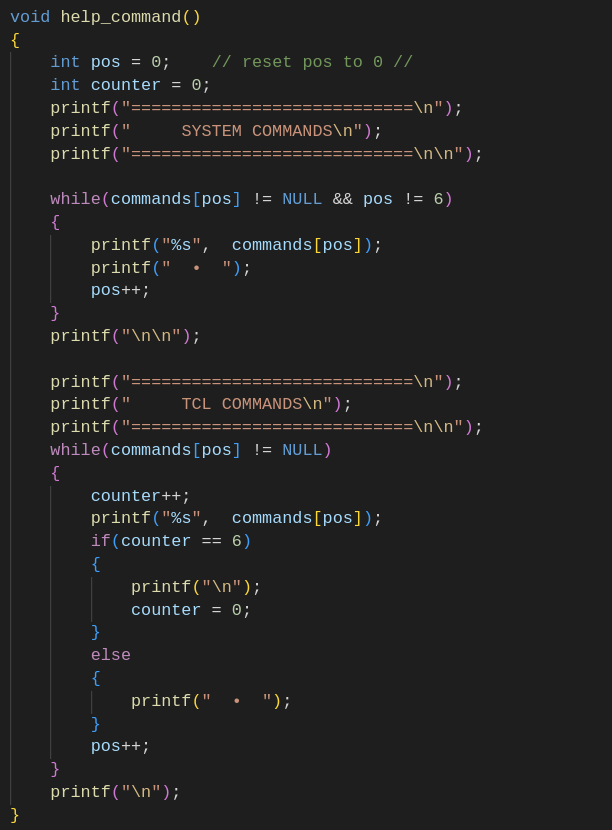 void help_command()
{
    int pos = 0;    // reset pos to 0 //
    int counter = 0;
    printf("============================\n");
    printf("     SYSTEM COMMANDS\n");
    printf("============================\n\n");

    while(commands[pos] != NULL && pos != 6)
    {
        printf("%s",  commands[pos]);
        printf("  •  ");
        pos++;
    }
    printf("\n\n");

    printf("============================\n");
    printf("     TCL COMMANDS\n");
    printf("============================\n\n");
    while(commands[pos] != NULL)
    {
        counter++;
        printf("%s",  commands[pos]);
        if(counter == 6)
        {
            printf("\n");
            counter = 0;
        }
        else
        {
            printf("  •  ");
        }
        pos++;
    }
    printf("\n");
}